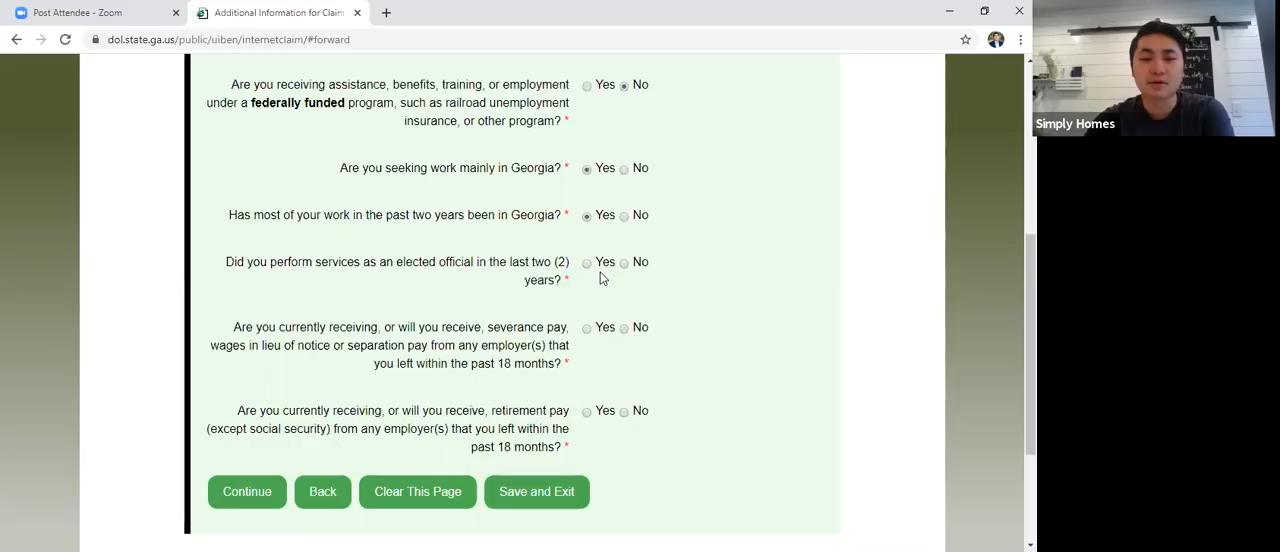 Post Attendee - Zoom
Additional Information for Claim
dol.state.ga.us/public/uiben/internetclaim/#forward
Simply Homes
Are you receiving assistance, benefits, training, or employment Yes No
under a federally funded program, such as railroad unemployment
insurance, or other program? *
Are you seeking work mainly in Georgia? * Yes No
Has most of your work in the past two years been in Georgia? * Yes No
Did you perform services as an elected official in the last two (2) Yes No
years? *
Are you currently receiving, or will you receive, severance pay, Yes No
wages in lieu of notice or separation pay from any employer(s) that
you left within the past 18 months? *
Are you currently receiving, or will you receive, retirement pay Yes No
(except social security) from any employer(s) that you left within the
past 18 months? *
Continue Back Clear This Page Save and Exit